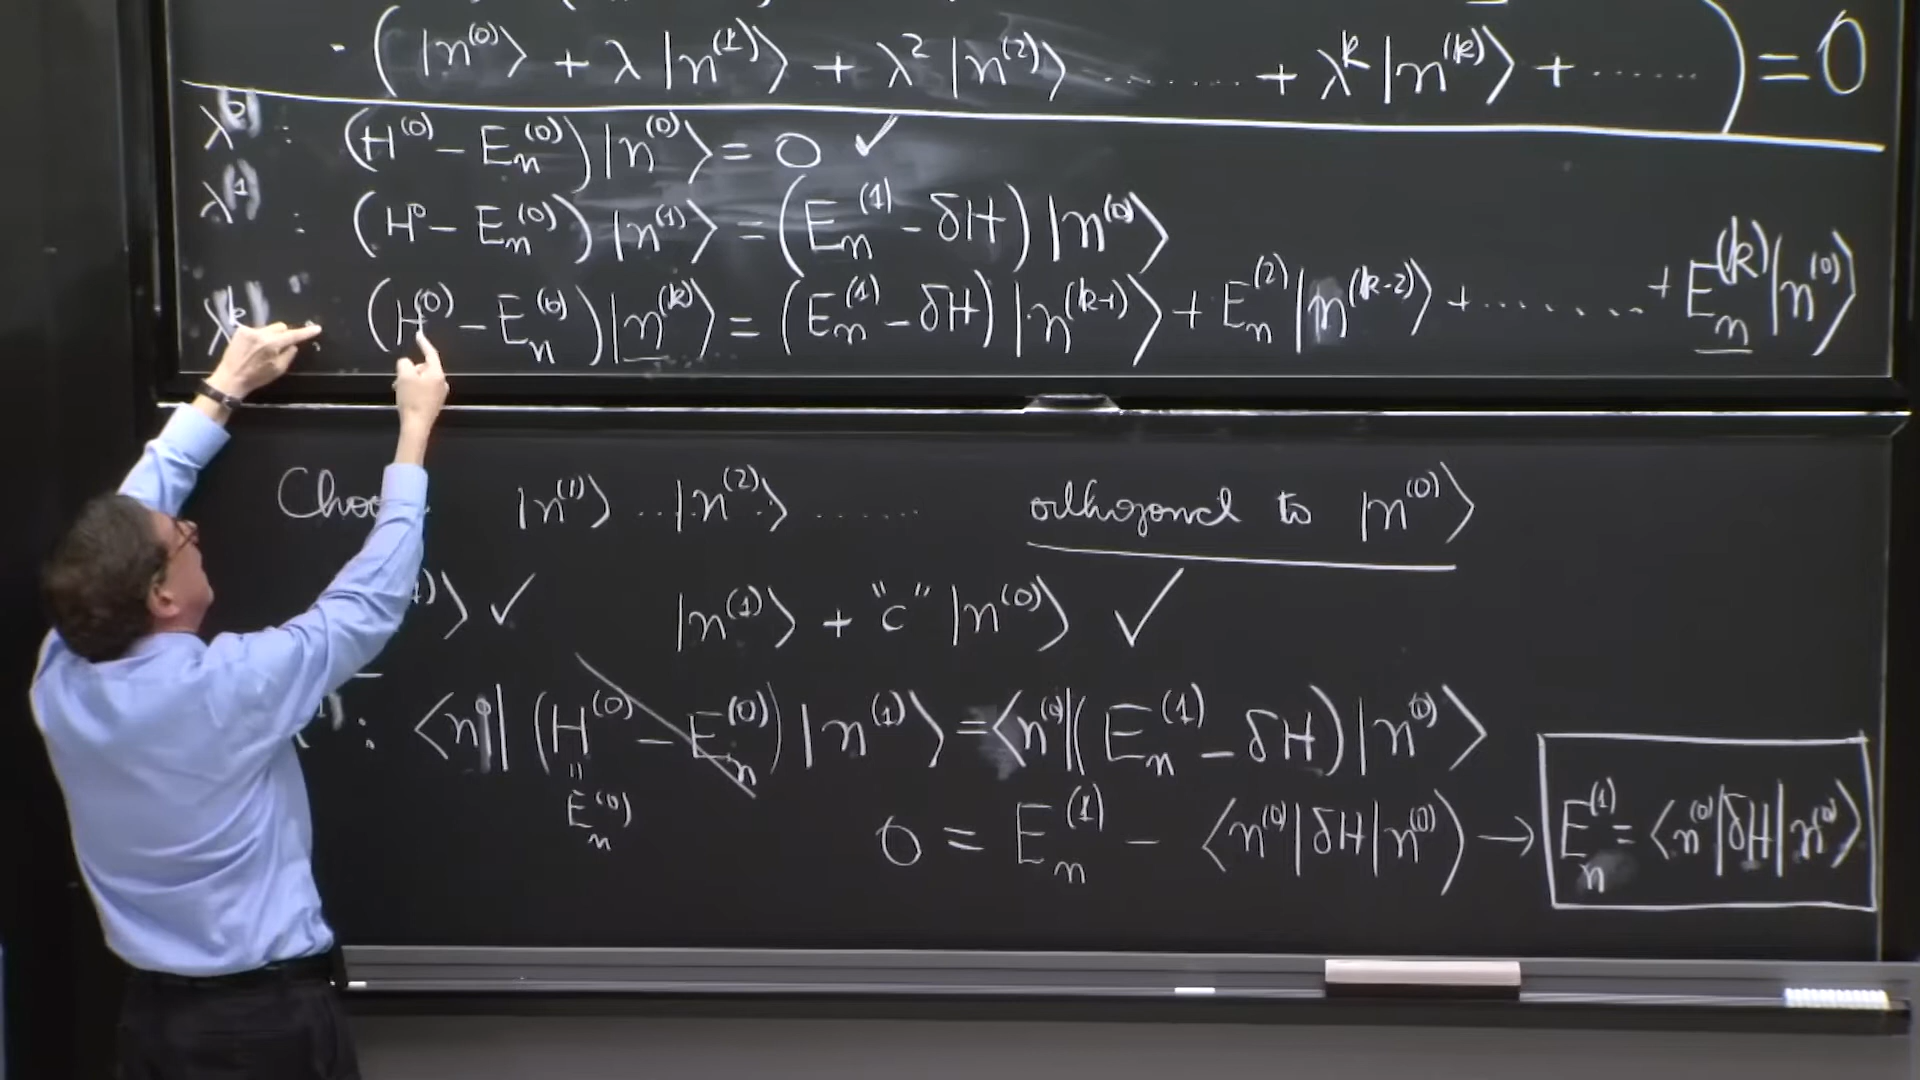 · ( |n⁽⁰⁾⟩ + λ |n⁽¹⁾⟩ + λ² |n⁽²⁾⟩ ........ + λᵏ |n⁽ᵏ⁾⟩ + ...... ) = 0
λ⁽⁰⁾ : (H⁽⁰⁾ − Eₙ⁽⁰⁾) |n⁽⁰⁾⟩ = 0 ✓
λ⁽¹⁾ : (H⁰ − Eₙ⁽⁰⁾) |n⁽¹⁾⟩ = (Eₙ⁽¹⁾ − δH) |n⁽⁰⁾⟩
λ⁽ᵏ⁾ : (H⁽⁰⁾ − Eₙ⁽⁰⁾) |n⁽ᵏ⁾⟩ = (Eₙ⁽¹⁾ − δH) |n⁽ᵏ⁻¹⁾⟩ + Eₙ⁽²⁾ |n⁽ᵏ⁻²⁾⟩ + ........ + Eₙ⁽ᵏ⁾ |n⁽⁰⁾⟩
|n⁽¹⁾⟩ ... |n⁽²⁾⟩ ...... orthogonal to |n⁽⁰⁾⟩
⟩ ✓ |n⁽¹⁾⟩ + "c" |n⁽⁰⁾⟩ ✓
: ⟨n⁰| (H⁽⁰⁾ − Eₙ⁽⁰⁾) |n⁽¹⁾⟩ = ⟨n⁽⁰⁾| (Eₙ⁽¹⁾ − δH) |n⁽⁰⁾⟩
"
Eₙ⁽⁰⁾
0 = Eₙ⁽¹⁾ − ⟨n⁽⁰⁾|δH|n⁽⁰⁾⟩ → Eₙ⁽¹⁾ = ⟨n⁽⁰⁾|δH|n⁽⁰⁾⟩